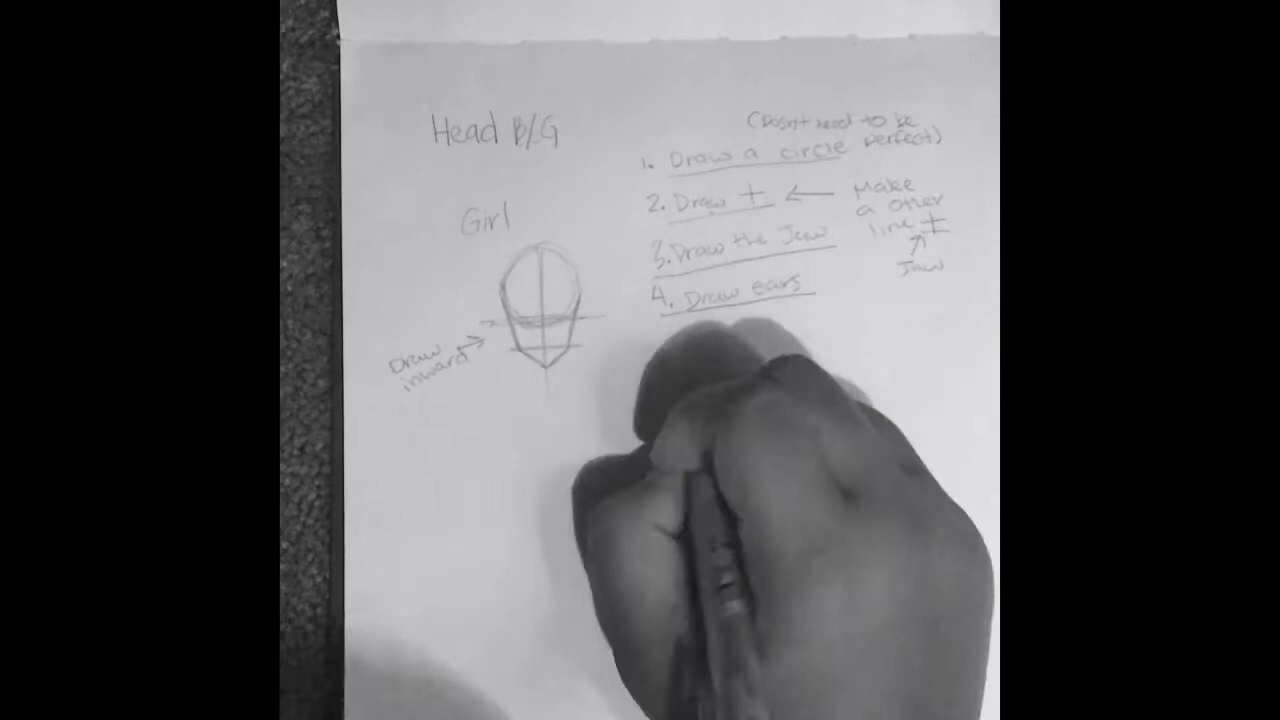 Head B/G
(Dosn't need to be
perfect)
1. Draw a circle
2. Draw + ← Make
a other
line ±
↑
Jaw
3. Draw the Jaw
4. Draw ears
Girl
Draw →
inward